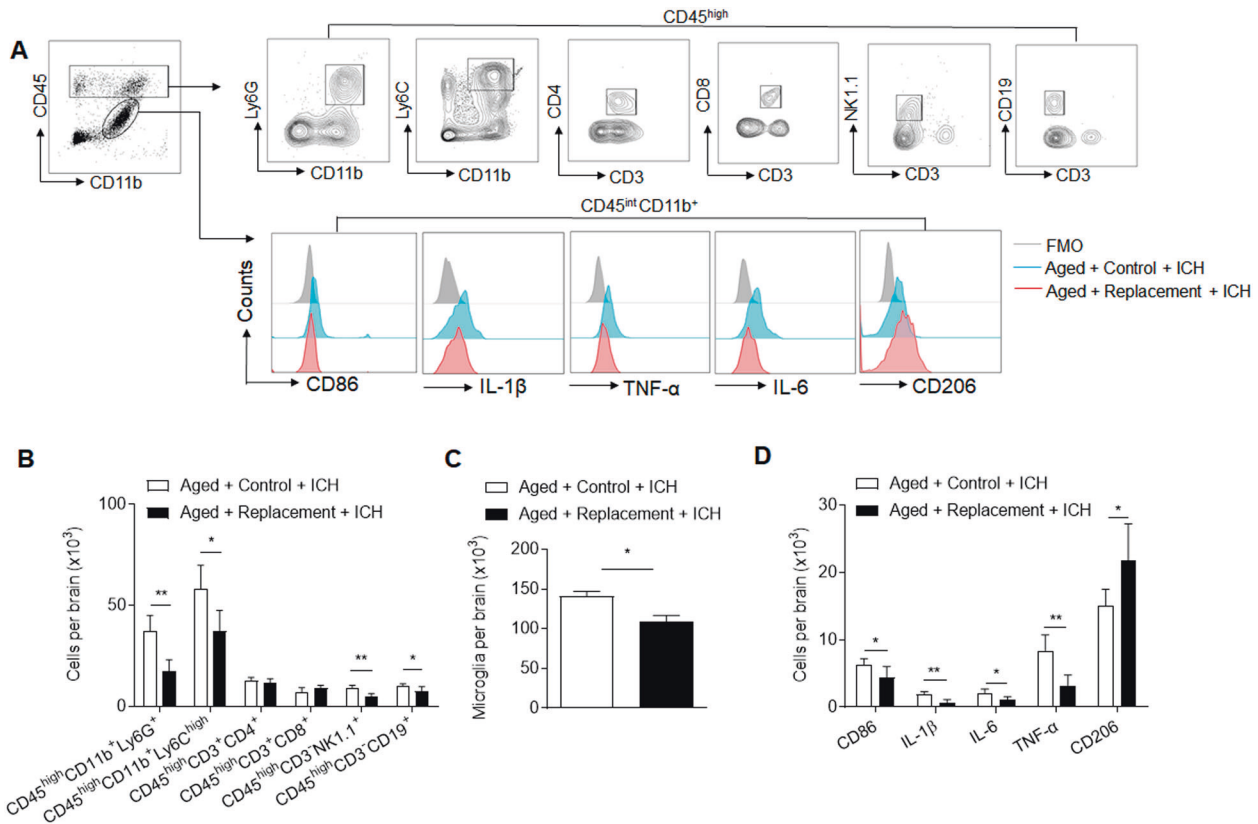 A
CD45high
CD45
CD11b
Ly6G
CD11b
Ly6C
CD11b
CD4
CD3
CD8
CD3
NK1.1
CD3
CD19
CD3
CD45int CD11b+
Counts
CD86
IL-1β
TNF-α
IL-6
CD206
FMO
Aged + Control + ICH
Aged + Replacement + ICH
B
Aged + Control + ICH
Aged + Replacement + ICH
Cells per brain (x10³)
100
50
0
**
*
**
*
CD45highCD11b+Ly6G+
CD45highCD11b+Ly6Chigh
CD45highCD3+CD4+
CD45highCD3+CD8+
CD45highCD3-NK1.1+
CD45highCD3-CD19+
C
Aged + Control + ICH
Aged + Replacement + ICH
Microglia per brain (x10³)
200
150
100
50
0
*
D
Aged + Control + ICH
Aged + Replacement + ICH
Cells per brain (x10³)
30
20
10
0
*
**
*
**
*
CD86
IL-1β
IL-6
TNF-α
CD206